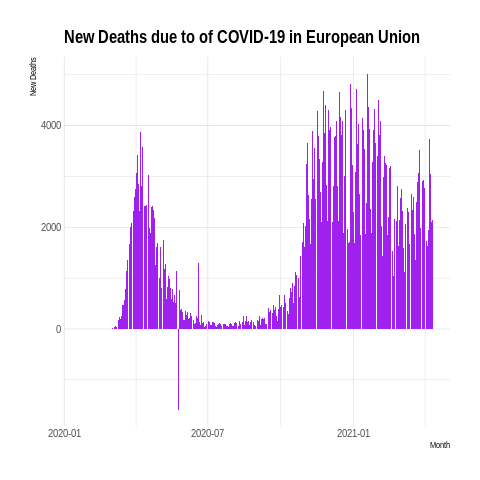 New Deaths due to of COVID-19 in European Union
New Deaths
4000
2000
0
2020-01
2020-07
2021-01
Month